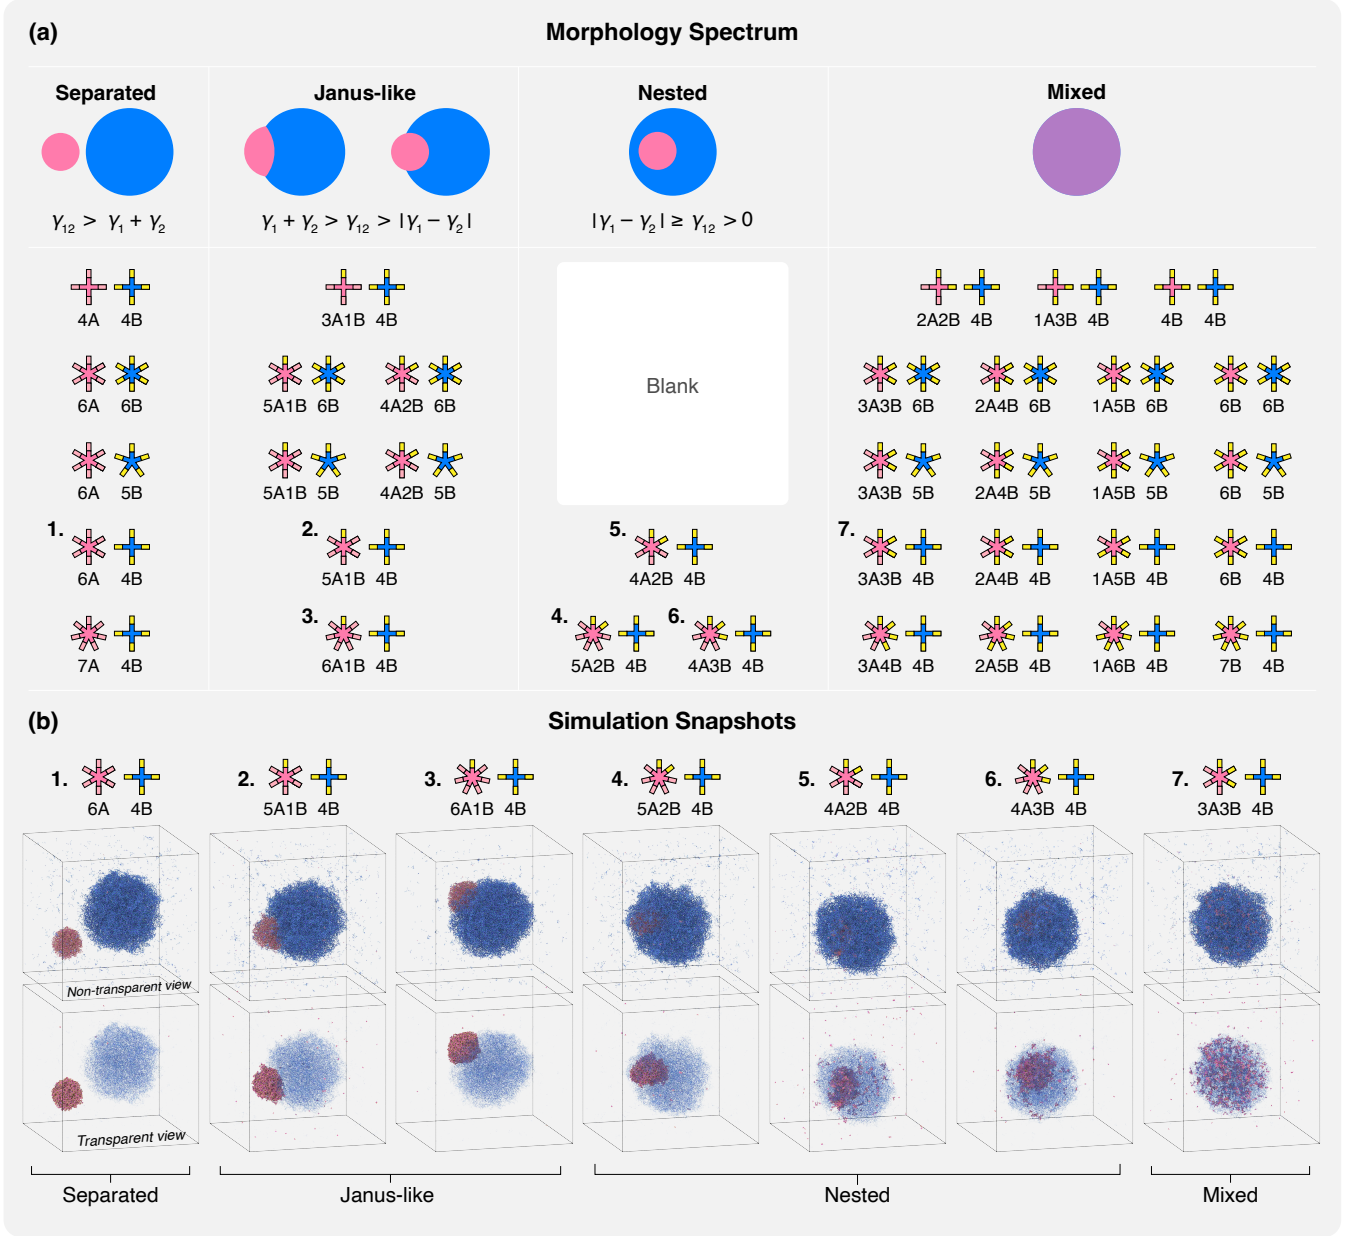 (a) Morphology Spectrum
Separated Janus-like Nested Mixed
γ₁₂ > γ₁ + γ₂ γ₁ + γ₂ > γ₁₂ > |γ₁ − γ₂| |γ₁ − γ₂| ≥ γ₁₂ > 0
4A 4B 3A1B 4B 2A2B 4B 1A3B 4B 4B 4B
Blank
6A 6B 5A1B 6B 4A2B 6B 3A3B 6B 2A4B 6B 1A5B 6B 6B 6B
6A 5B 5A1B 5B 4A2B 5B 3A3B 5B 2A4B 5B 1A5B 5B 6B 5B
1. 2. 5. 7.
6A 4B 5A1B 4B 4A2B 4B 3A3B 4B 2A4B 4B 1A5B 4B 6B 4B
3. 4. 6.
7A 4B 6A1B 4B 5A2B 4B 4A3B 4B 3A4B 4B 2A5B 4B 1A6B 4B 7B 4B
(b) Simulation Snapshots
1. 2. 3. 4. 5. 6. 7.
6A 4B 5A1B 4B 6A1B 4B 5A2B 4B 4A2B 4B 4A3B 4B 3A3B 4B
Non-transparent view
Transparent view
Separated Janus-like Nested Mixed